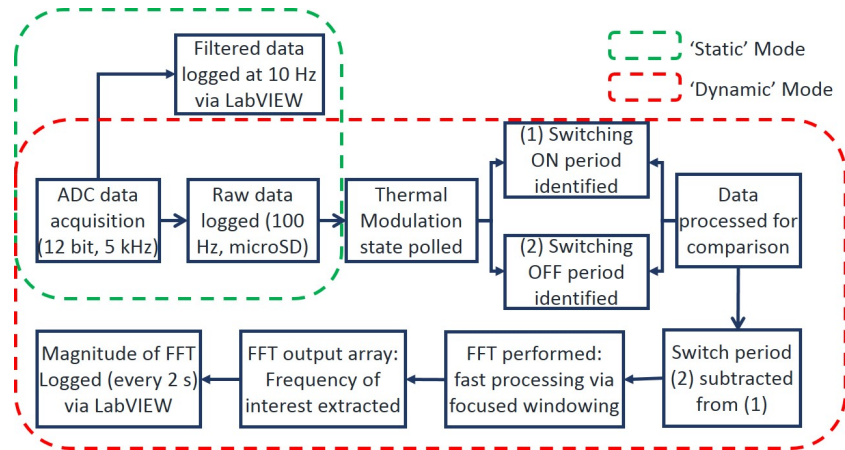 Filtered data
logged at 10 Hz
via LabVIEW
‘Static’ Mode
‘Dynamic’ Mode
ADC data
acquisition
(12 bit, 5 kHz)
Raw data
logged (100
Hz, microSD)
Thermal
Modulation
state polled
(1) Switching
ON period
identified
(2) Switching
OFF period
identified
Data
processed for
comparison
Magnitude of FFT
Logged (every 2 s)
via LabVIEW
FFT output array:
Frequency of
interest extracted
FFT performed:
fast processing via
focused windowing
Switch period
(2) subtracted
from (1)